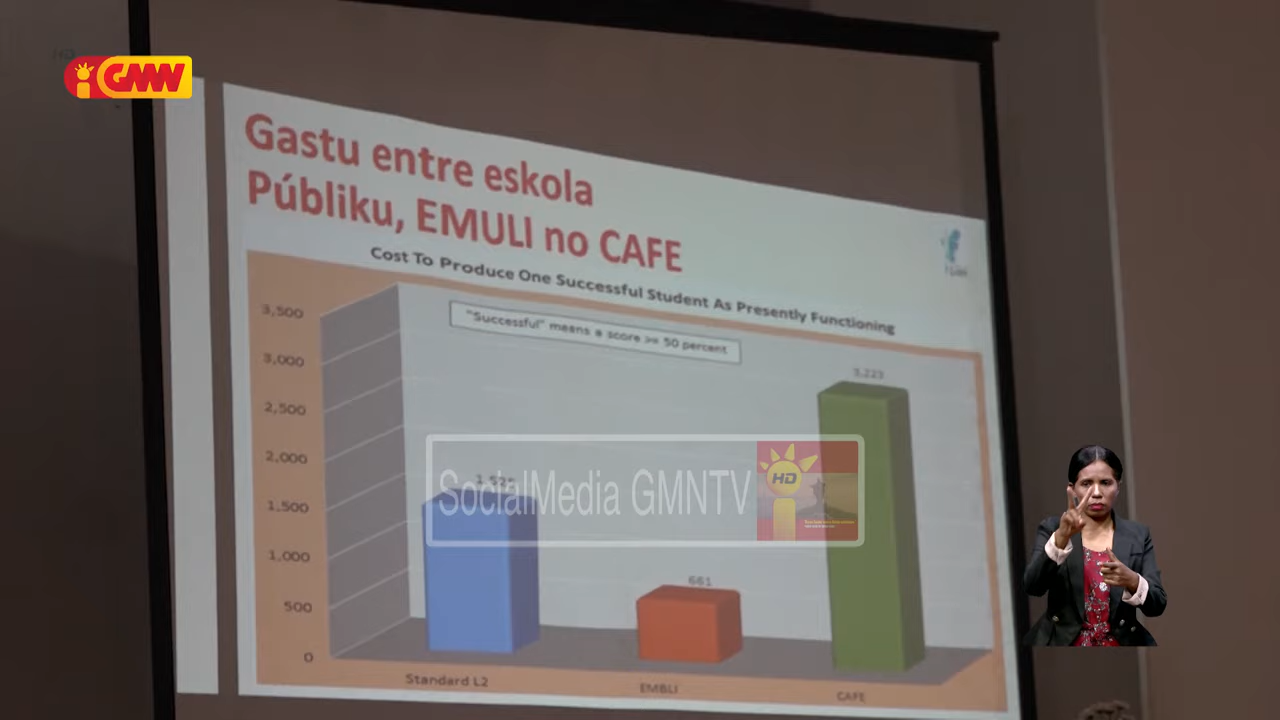 GMN
Gastu entre eskola
Públiku, EMULI no CAFE
Cost To Produce One Successful Student As Presently Functioning
"Successful" means a score >= 50 percent
3,500
3,000
2,500
2,000
1,500
1,000
500
0
661
3,223
Standard L2
EMBLI
CAFE
SocialMedia GMNTV
HD